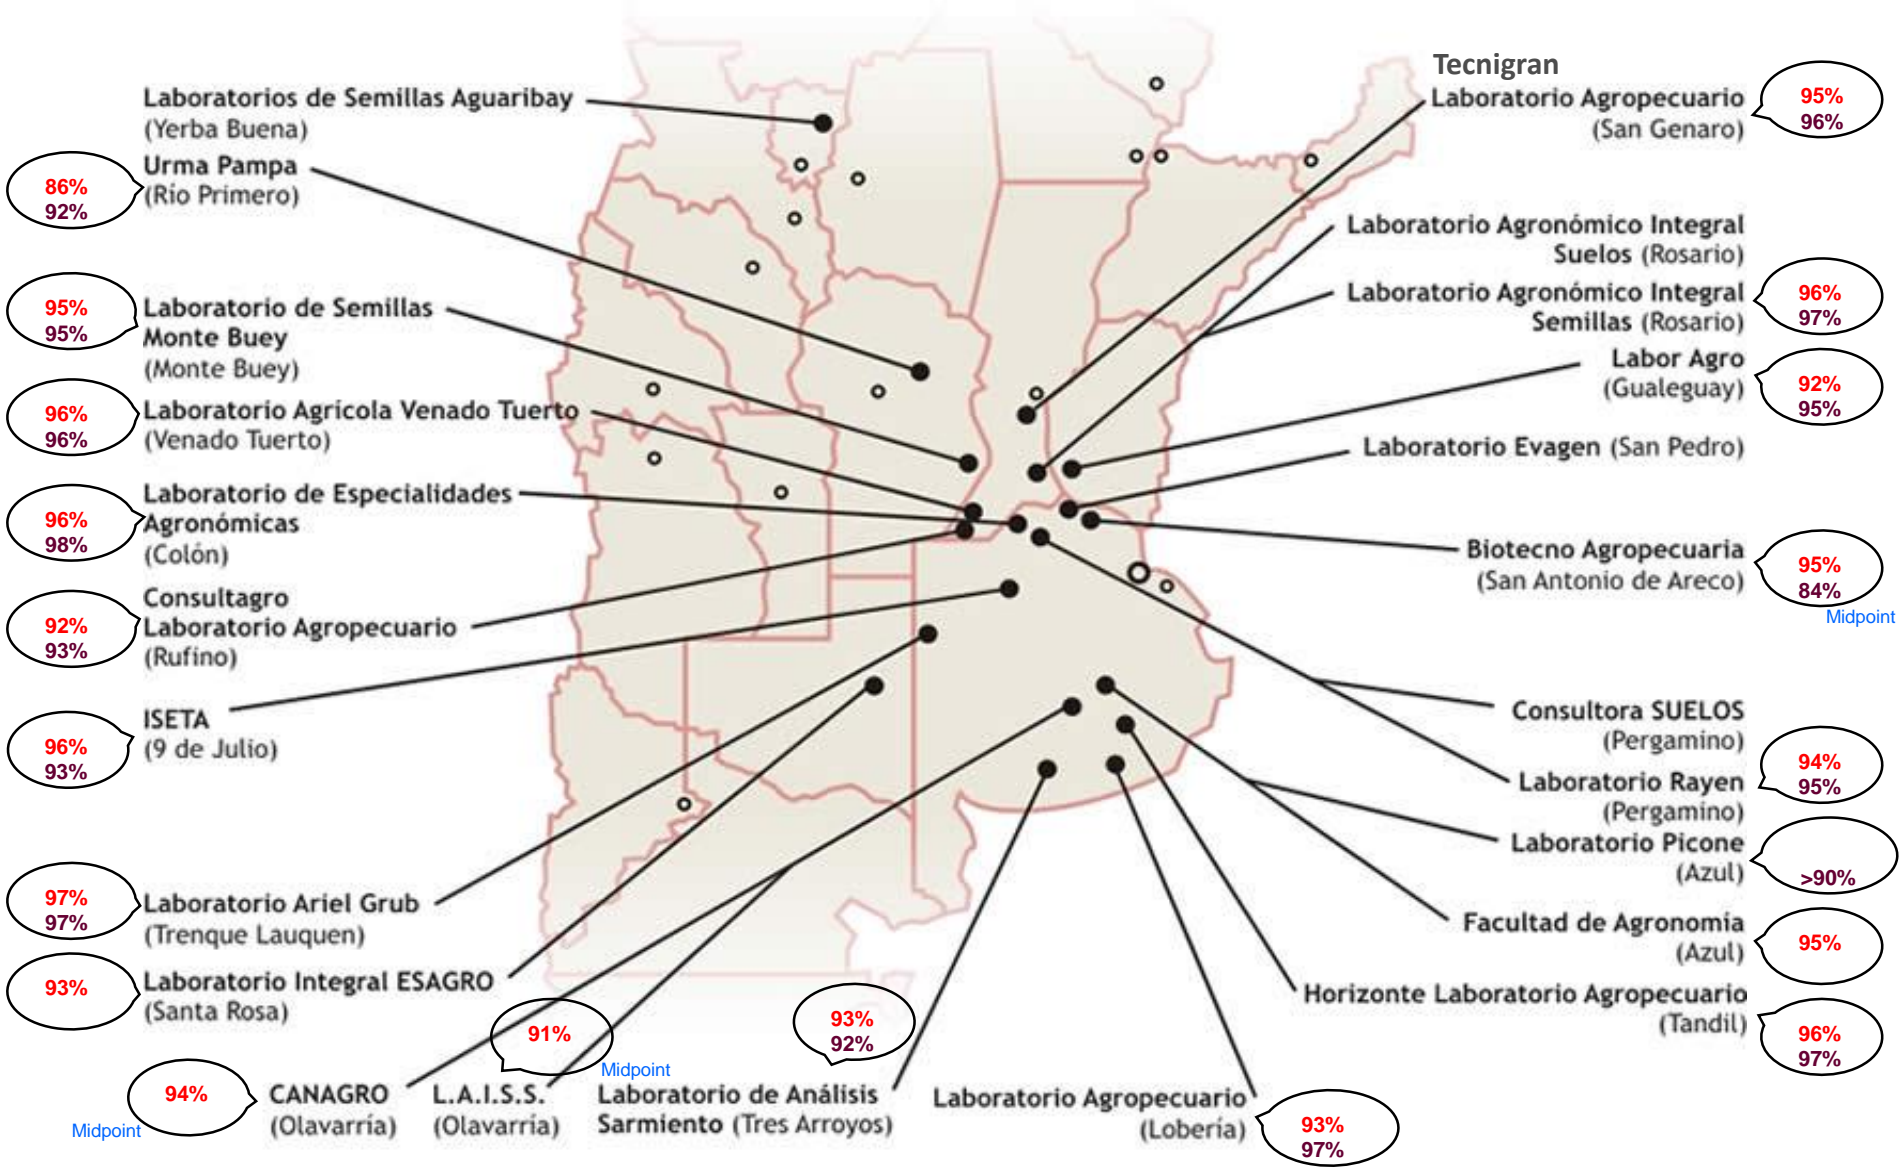 Laboratorios de Semillas Aguaribay
(Yerba Buena)
Urma Pampa
(Río Primero)
86%
92%
Laboratorio de Semillas
Monte Buey
(Monte Buey)
95%
95%
Laboratorio Agrícola Venado Tuerto
(Venado Tuerto)
96%
96%
Laboratorio de Especialidades
Agronómicas
(Colón)
96%
98%
Consultagro
Laboratorio Agropecuario
(Rufino)
92%
93%
ISETA
(9 de Julio)
96%
93%
Laboratorio Ariel Grub
(Trenque Lauquen)
97%
97%
Laboratorio Integral ESAGRO
(Santa Rosa)
93%
94%
Midpoint
CANAGRO
(Olavarría)
91%
Midpoint
L.A.I.S.S.
(Olavarría)
93%
92%
Laboratorio de Análisis
Sarmiento (Tres Arroyos)
Laboratorio Agropecuario
(Lobería)
93%
97%
Tecnigran
Laboratorio Agropecuario
(San Genaro)
95%
96%
Laboratorio Agronómico Integral
Suelos (Rosario)
Laboratorio Agronómico Integral
Semillas (Rosario)
96%
97%
Labor Agro
(Gualeguay)
92%
95%
Laboratorio Evagen (San Pedro)
Biotecno Agropecuaria
(San Antonio de Areco)
95%
84%
Midpoint
Consultora SUELOS
(Pergamino)
Laboratorio Rayen
(Pergamino)
94%
95%
Laboratorio Picone
(Azul)
>90%
Facultad de Agronomía
(Azul)
95%
Horizonte Laboratorio Agropecuario
(Tandil)
96%
97%